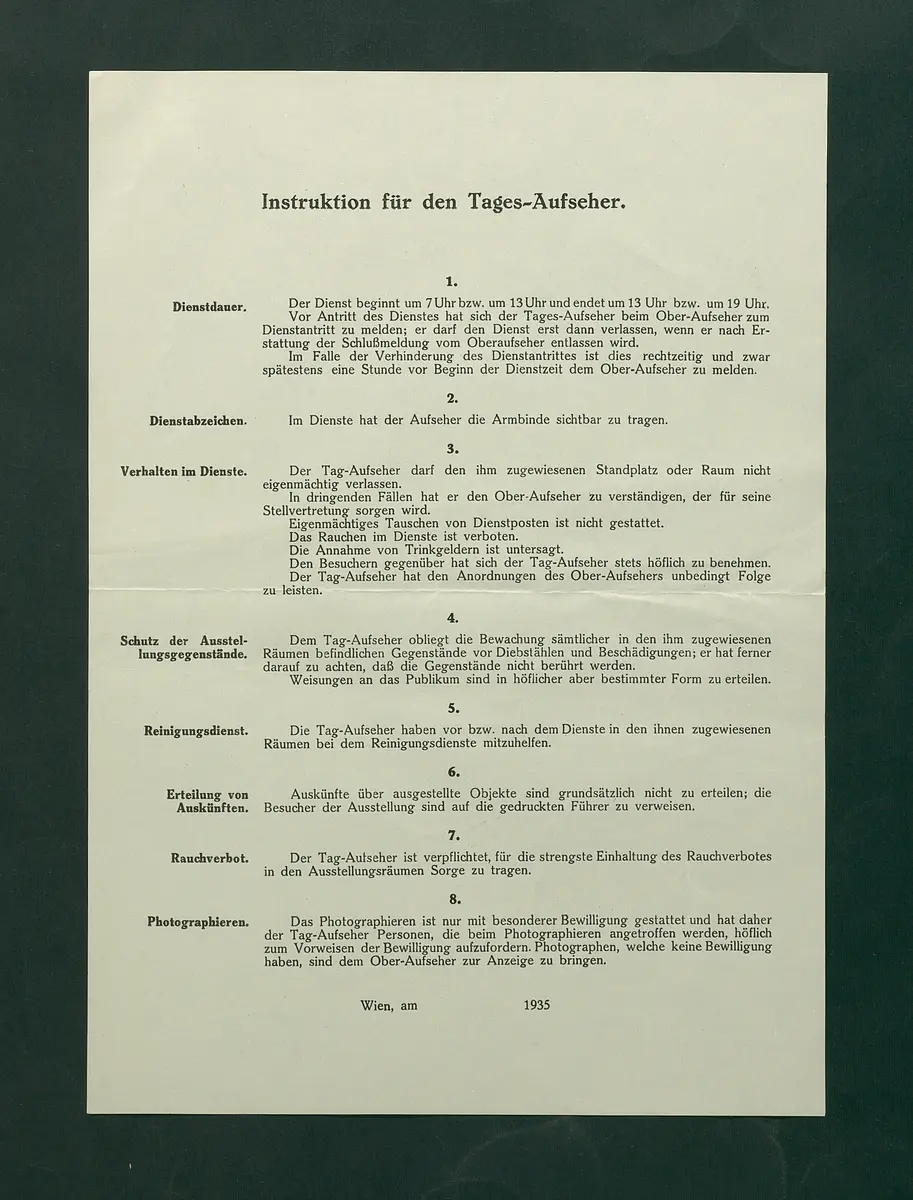 Instruktion für den Tages-Aufseher.
1.
Dienstdauer.
Der Dienst beginnt um 7 Uhr bzw. um 13 Uhr und endet um 13 Uhr bzw. um 19 Uhr.
Vor Antritt des Dienstes hat sich der Tages-Aufseher beim Ober-Aufseher zum
Dienstantritt zu melden; er darf den Dienst erst dann verlassen, wenn er nach Er-
stattung der Schlußmeldung vom Oberaufseher entlassen wird.
Im Falle der Verhinderung des Dienstantrittes ist dies rechtzeitig und zwar
spätestens eine Stunde vor Beginn der Dienstzeit dem Ober-Aufseher zu melden.
2.
Dienstabzeichen.
Im Dienste hat der Aufseher die Armbinde sichtbar zu tragen.
3.
Verhalten im Dienste.
Der Tag-Aufseher darf den ihm zugewiesenen Standplatz oder Raum nicht
eigenmächtig verlassen.
In dringenden Fällen hat er den Ober-Aufseher zu verständigen, der für seine
Stellvertretung sorgen wird.
Eigenmächtiges Tauschen von Dienstposten ist nicht gestattet.
Das Rauchen im Dienste ist verboten.
Die Annahme von Trinkgeldern ist untersagt.
Den Besuchern gegenüber hat sich der Tag-Aufseher stets höflich zu benehmen.
Der Tag-Aufseher hat den Anordnungen des Ober-Aufsehers unbedingt Folge
zu leisten.
4.
Schutz der Ausstel-
lungsgegenstände.
Dem Tag-Aufseher obliegt die Bewachung sämtlicher in den ihm zugewiesenen
Räumen befindlichen Gegenstände vor Diebstählen und Beschädigungen; er hat ferner
darauf zu achten, daß die Gegenstände nicht berührt werden.
Weisungen an das Publikum sind in höflicher aber bestimmter Form zu erteilen.
5.
Reinigungsdienst.
Die Tag-Aufseher haben vor bzw. nach dem Dienste in den ihnen zugewiesenen
Räumen bei dem Reinigungsdienste mitzuhelfen.
6.
Erteilung von
Auskünften.
Auskünfte über ausgestellte Objekte sind grundsätzlich nicht zu erteilen; die
Besucher der Ausstellung sind auf die gedruckten Führer zu verweisen.
7.
Rauchverbot.
Der Tag-Aufseher ist verpflichtet, für die strengste Einhaltung des Rauchverbotes
in den Ausstellungsräumen Sorge zu tragen.
8.
Photographieren.
Das Photographieren ist nur mit besonderer Bewilligung gestattet und hat daher
der Tag-Aufseher Personen, die beim Photographieren angetroffen werden, höflich
zum Vorweisen der Bewilligung aufzufordern. Photographen, welche keine Bewilligung
haben, sind dem Ober-Aufseher zur Anzeige zu bringen.
Wien, am 1935